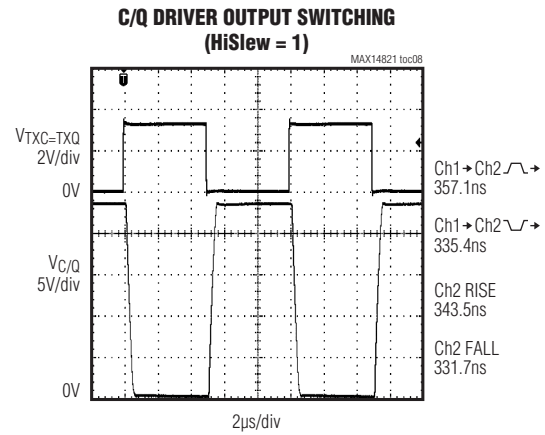 C/Q DRIVER OUTPUT SWITCHING
(HiSlew = 1)
MAX14821 toc08
T
VTXC=TXQ
2V/div
0V
VC/Q
5V/div
0V
Ch1→Ch2 →
357.1ns
Ch1→Ch2 →
335.4ns
Ch2 RISE
343.5ns
Ch2 FALL
331.7ns
2µs/div